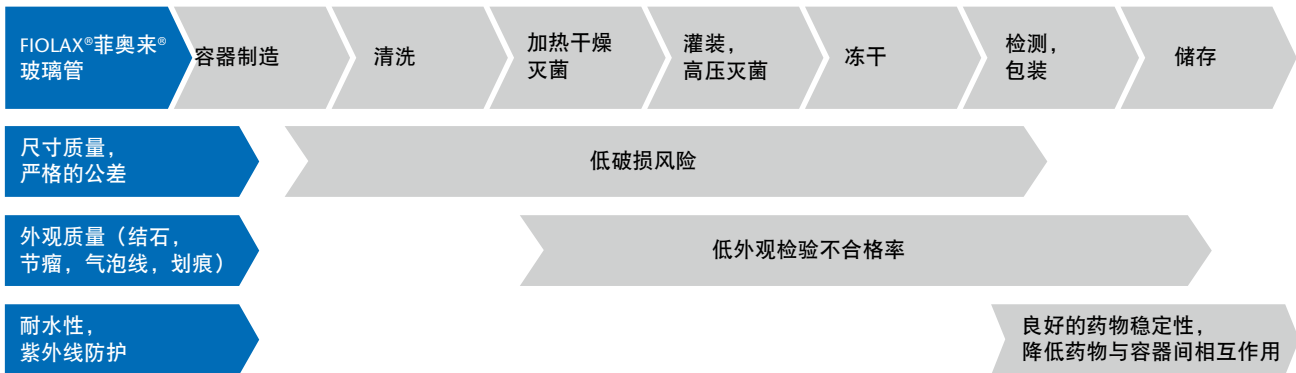 FIOLAX®菲奥来®
玻璃管
容器制造
清洗
加热干燥
灭菌
灌装,
高压灭菌
冻干
检测,
包装
储存
尺寸质量,
严格的公差
低破损风险
外观质量（结石,
节瘤, 气泡线, 划痕）
低外观检验不合格率
耐水性,
紫外线防护
良好的药物稳定性,
降低药物与容器间相互作用